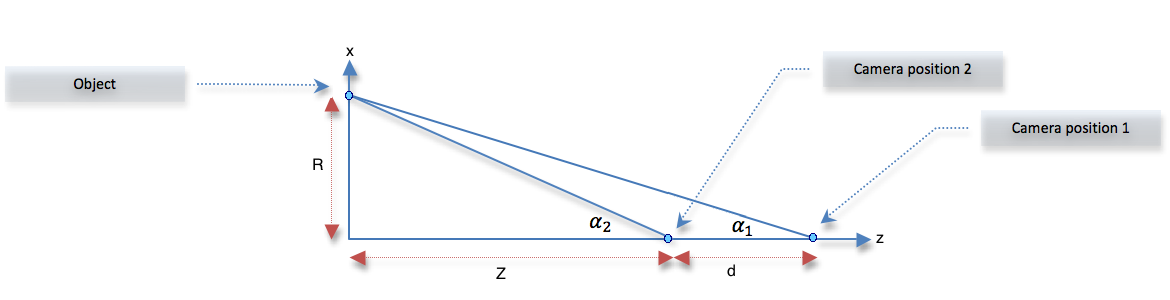 x
Object
Camera position 2
Camera position 1
R
α₂
α₁
z
Z
d